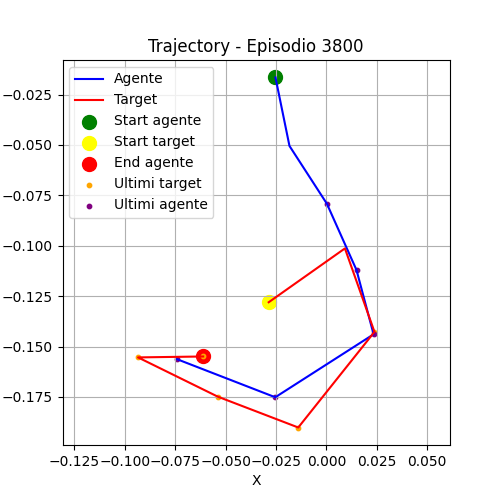 Trajectory - Episodio 3800
Agente
Target
Start agente
Start target
End agente
Ultimi target
Ultimi agente
−0.025
−0.050
−0.075
−0.100
−0.125
−0.150
−0.175
−0.125 −0.100 −0.075 −0.050 −0.025 0.000 0.025 0.050
X